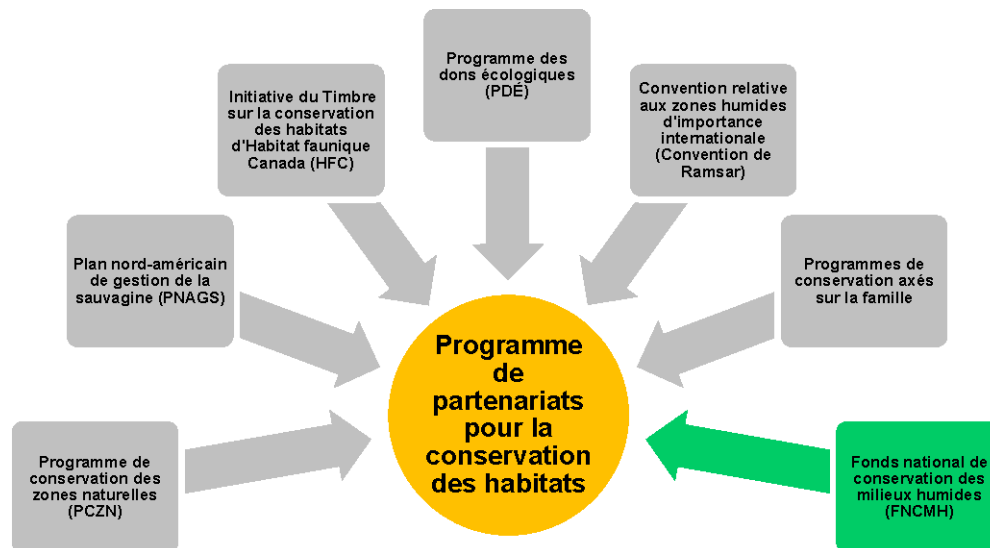 Programme des
dons écologiques
(PDÉ)
Initiative du Timbre
sur la conservation
des habitats
d'Habitat faunique
Canada (HFC)
Convention relative
aux zones humides
d'importance
internationale
(Convention de
Ramsar)
Plan nord-américain
de gestion de la
sauvagine (PNAGS)
Programmes de
conservation axés
sur la famille
Programme
de
partenariats
pour la
conservation
des habitats
Programme de
conservation des
zones naturelles
(PCZN)
Fonds national de
conservation des
milieux humides
(FNCMH)